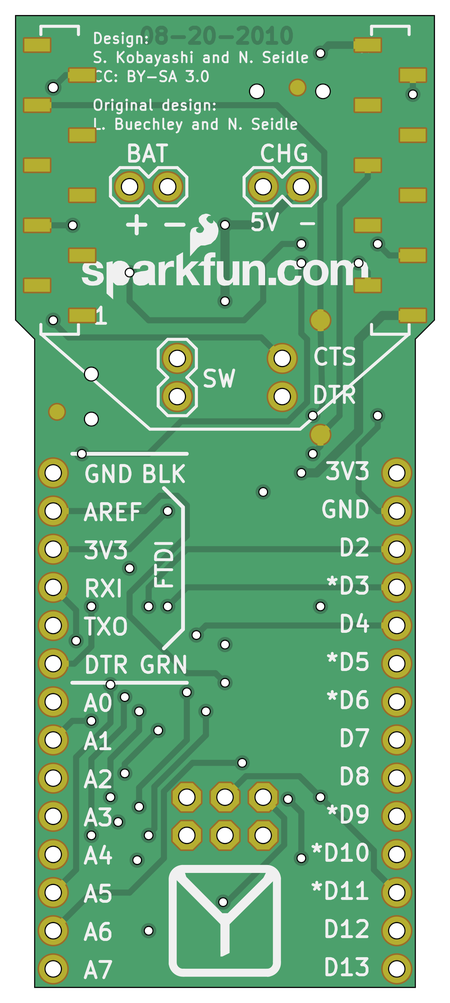 08-20-2010
Design:
S. Kobayashi and N. Seidle
CC: BY-SA 3.0
Original design:
L. Buechley and N. Seidle
BAT
CHG
+ -
5V -
sparkfun.com
1
CTS
SW
DTR
GND BLK
3V3
AREF
GND
3V3
D2
FTDI
RXI
*D3
TXO
D4
DTR GRN
*D5
A0
*D6
A1
D7
A2
D8
A3
*D9
A4
*D10
A5
*D11
A6
D12
A7
D13